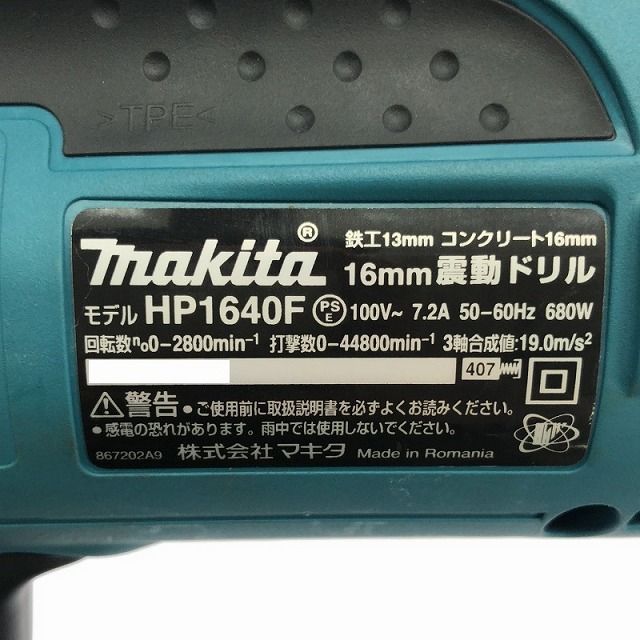 >TPE<
makita®
鉄工13mm コンクリート16mm
16mm震動ドリル
モデル HP1640F PSE 100V~ 7.2A 50-60Hz 680W
回転数n₀0-2800min⁻¹ 打撃数0-44800min⁻¹ 3軸合成値:19.0m/s²
407
⚠警告 •ご使用前に取扱説明書を必ずよくお読みください。
•感電の恐れがあります。雨中では使用しないでください。
867202A9 株式会社マキタ Made in Romania